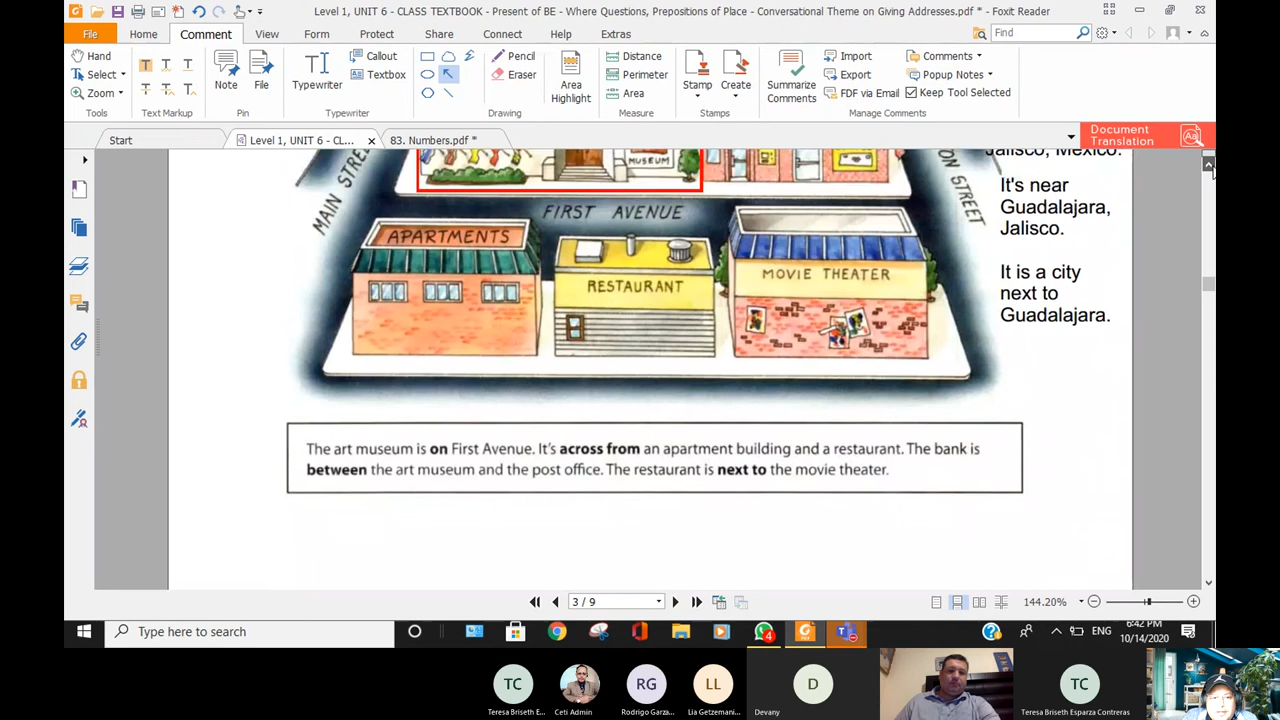 Level 1, UNIT 6 - CLASS TEXTBOOK - Present of BE - Where Questions, Prepositions of Place - Conversational Theme on Giving Addresses.pdf * - Foxit Reader
File Home Comment View Form Protect Share Connect Help Extras Find
Hand
Select
Zoom
Note
File
Typewriter
Callout
Textbox
Pencil
Eraser
Area
Highlight
Distance
Perimeter
Area
Stamp
Create
Summarize
Comments
Import
Export
FDF via Email
Comments
Popup Notes
Keep Tool Selected
Tools Text Markup Pin Typewriter Drawing Measure Stamps Manage Comments
Start
Level 1, UNIT 6 - CL...
83. Numbers.pdf *
Document
Translation
Jalisco, Mexico.
MUSEUM
MAIN STREET
FIRST AVENUE
ON STREET
It's near
Guadalajara,
Jalisco.
APARTMENTS
RESTAURANT
MOVIE THEATER
It is a city
next to
Guadalajara.
The art museum is on First Avenue. It's across from an apartment building and a restaurant. The bank is
between the art museum and the post office. The restaurant is next to the movie theater.
3 / 9
144.20%
Type here to search
4
ENG
6:42 PM
10/14/2020
TC
RG
LL
D
TC
Teresa Briseth E...
Ceti Admin
Rodrigo Garza...
Lia Getzemani...
Devany
Teresa Briseth Esparza Contreras